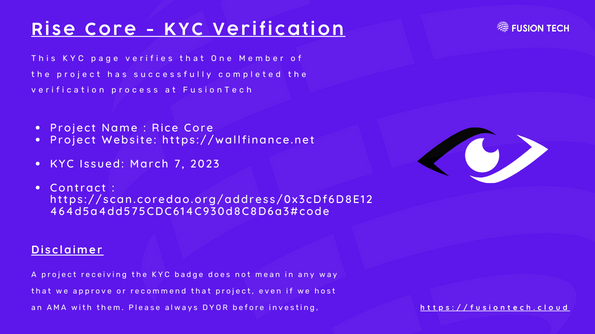 Rise Core - KYC Verification
FUSION TECH
This KYC page verifies that One Member of
the project has successfully completed the
verification process at FusionTech
• Project Name : Rice Core
• Project Website: https://wallfinance.net
• KYC Issued: March 7, 2023
• Contract :
https://scan.coredao.org/address/0x3cDf6D8E12
464d5a4dd575CDC614C930d8C8D6a3#code
Disclaimer
A project receiving the KYC badge does not mean in any way
that we approve or recommend that project, even if we host
an AMA with them. Please always DYOR before investing,
https://fusiontech.cloud